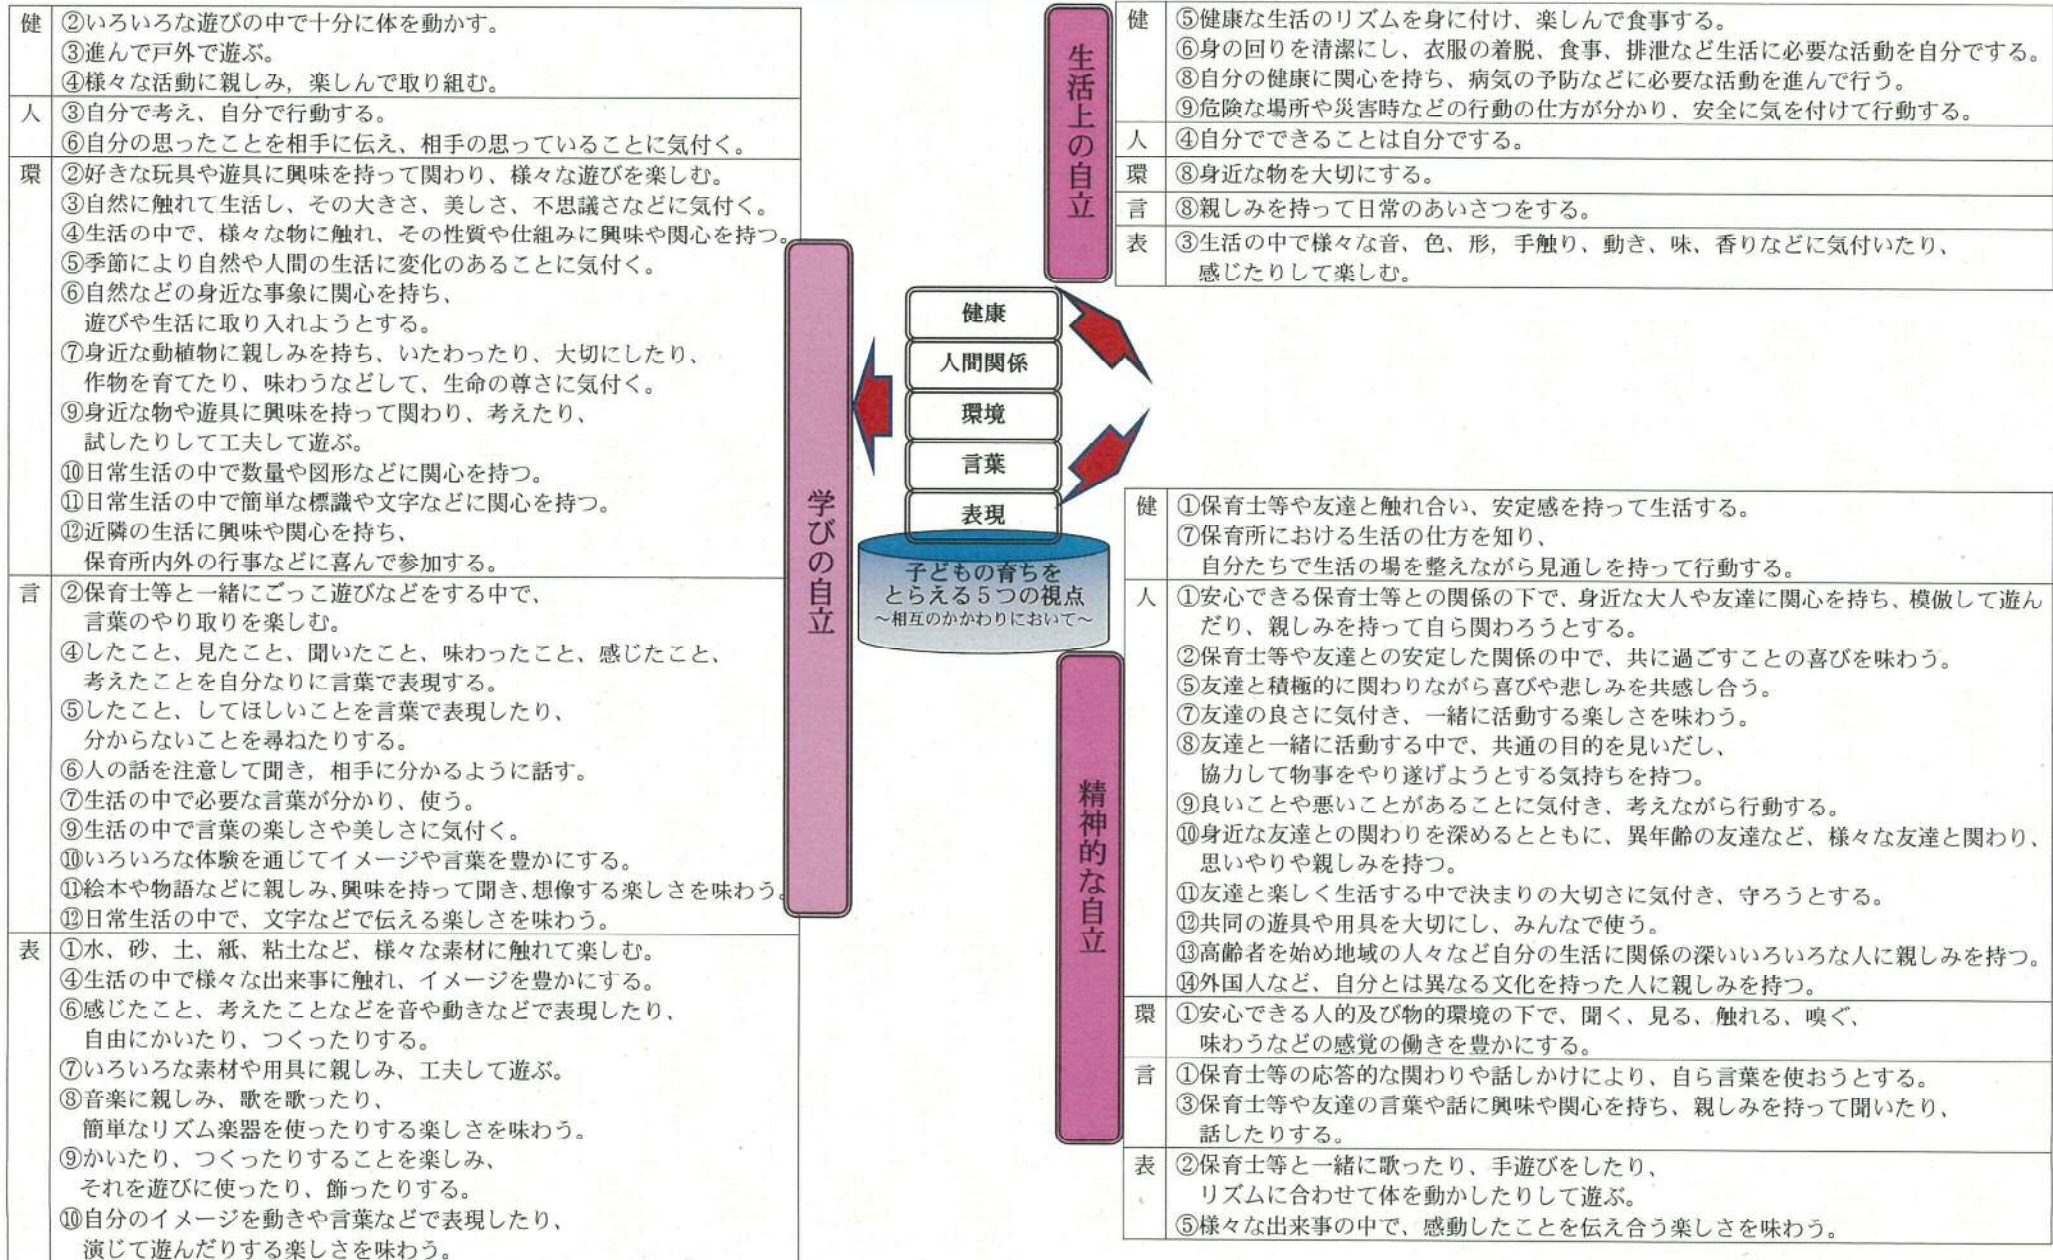 健 ②いろいろな遊びの中で十分に体を動かす。
③進んで戸外で遊ぶ。
④様々な活動に親しみ，楽しんで取り組む。
人 ③自分で考え、自分で行動する。
⑥自分の思ったことを相手に伝え、相手の思っていることに気付く。
環 ②好きな玩具や遊具に興味を持って関わり、様々な遊びを楽しむ。
③自然に触れて生活し、その大きさ、美しさ、不思議さなどに気付く。
④生活の中で、様々な物に触れ、その性質や仕組みに興味や関心を持つ。
⑤季節により自然や人間の生活に変化のあることに気付く。
⑥自然などの身近な事象に関心を持ち、
遊びや生活に取り入れようとする。
⑦身近な動植物に親しみを持ち、いたわったり、大切にしたり、
作物を育てたり、味わうなどして、生命の尊さに気付く。
⑨身近な物や遊具に興味を持って関わり、考えたり、
試したりして工夫して遊ぶ。
⑩日常生活の中で数量や図形などに関心を持つ。
⑪日常生活の中で簡単な標識や文字などに関心を持つ。
⑫近隣の生活に興味や関心を持ち、
保育所内外の行事などに喜んで参加する。
言 ②保育士等と一緒にごっこ遊びなどをする中で、
言葉のやり取りを楽しむ。
④したこと、見たこと、聞いたこと、味わったこと、感じたこと、
考えたことを自分なりに言葉で表現する。
⑤したこと、してほしいことを言葉で表現したり、
分からないことを尋ねたりする。
⑥人の話を注意して聞き，相手に分かるように話す。
⑦生活の中で必要な言葉が分かり、使う。
⑨生活の中で言葉の楽しさや美しさに気付く。
⑩いろいろな体験を通じてイメージや言葉を豊かにする。
⑪絵本や物語などに親しみ、興味を持って聞き、想像する楽しさを味わう。
⑫日常生活の中で、文字などで伝える楽しさを味わう。
表 ①水、砂、土、紙、粘土など、様々な素材に触れて楽しむ。
④生活の中で様々な出来事に触れ、イメージを豊かにする。
⑥感じたこと、考えたことなどを音や動きなどで表現したり、
自由にかいたり、つくったりする。
⑦いろいろな素材や用具に親しみ、工夫して遊ぶ。
⑧音楽に親しみ、歌を歌ったり、
簡単なリズム楽器を使ったりする楽しさを味わう。
⑨かいたり、つくったりすることを楽しみ、
それを遊びに使ったり、飾ったりする。
⑩自分のイメージを動きや言葉などで表現したり、
演じて遊んだりする楽しさを味わう。
学びの自立
健康
人間関係
環境
言葉
表現
子どもの育ちを
とらえる５つの視点
～相互のかかわりにおいて～
生活上の自立
健 ⑤健康な生活のリズムを身に付け、楽しんで食事する。
⑥身の回りを清潔にし、衣服の着脱、食事、排泄など生活に必要な活動を自分でする。
⑧自分の健康に関心を持ち、病気の予防などに必要な活動を進んで行う。
⑨危険な場所や災害時などの行動の仕方が分かり、安全に気を付けて行動する。
人 ④自分でできることは自分でする。
環 ⑧身近な物を大切にする。
言 ⑧親しみを持って日常のあいさつをする。
表 ③生活の中で様々な音、色、形，手触り、動き、味、香りなどに気付いたり、
感じたりして楽しむ。
精神的な自立
健 ①保育士等や友達と触れ合い、安定感を持って生活する。
⑦保育所における生活の仕方を知り、
自分たちで生活の場を整えながら見通しを持って行動する。
人 ①安心できる保育士等との関係の下で、身近な大人や友達に関心を持ち、模倣して遊ん
だり、親しみを持って自ら関わろうとする。
②保育士等や友達との安定した関係の中で、共に過ごすことの喜びを味わう。
⑤友達と積極的に関わりながら喜びや悲しみを共感し合う。
⑦友達の良さに気付き、一緒に活動する楽しさを味わう。
⑧友達と一緒に活動する中で、共通の目的を見いだし、
協力して物事をやり遂げようとする気持ちを持つ。
⑨良いことや悪いことがあることに気付き、考えながら行動する。
⑩身近な友達との関わりを深めるとともに、異年齢の友達など、様々な友達と関わり、
思いやりや親しみを持つ。
⑪友達と楽しく生活する中で決まりの大切さに気付き、守ろうとする。
⑫共同の遊具や用具を大切にし、みんなで使う。
⑬高齢者を始め地域の人々など自分の生活に関係の深いいろいろな人に親しみを持つ。
⑭外国人など、自分とは異なる文化を持った人に親しみを持つ。
環 ①安心できる人的及び物的環境の下で、聞く、見る、触れる、嗅ぐ、
味わうなどの感覚の働きを豊かにする。
言 ①保育士等の応答的な関わりや話しかけにより、自ら言葉を使おうとする。
③保育士等や友達の言葉や話に興味や関心を持ち、親しみを持って聞いたり、
話したりする。
表 ②保育士等と一緒に歌ったり、手遊びをしたり、
リズムに合わせて体を動かしたりして遊ぶ。
⑤様々な出来事の中で、感動したことを伝え合う楽しさを味わう。